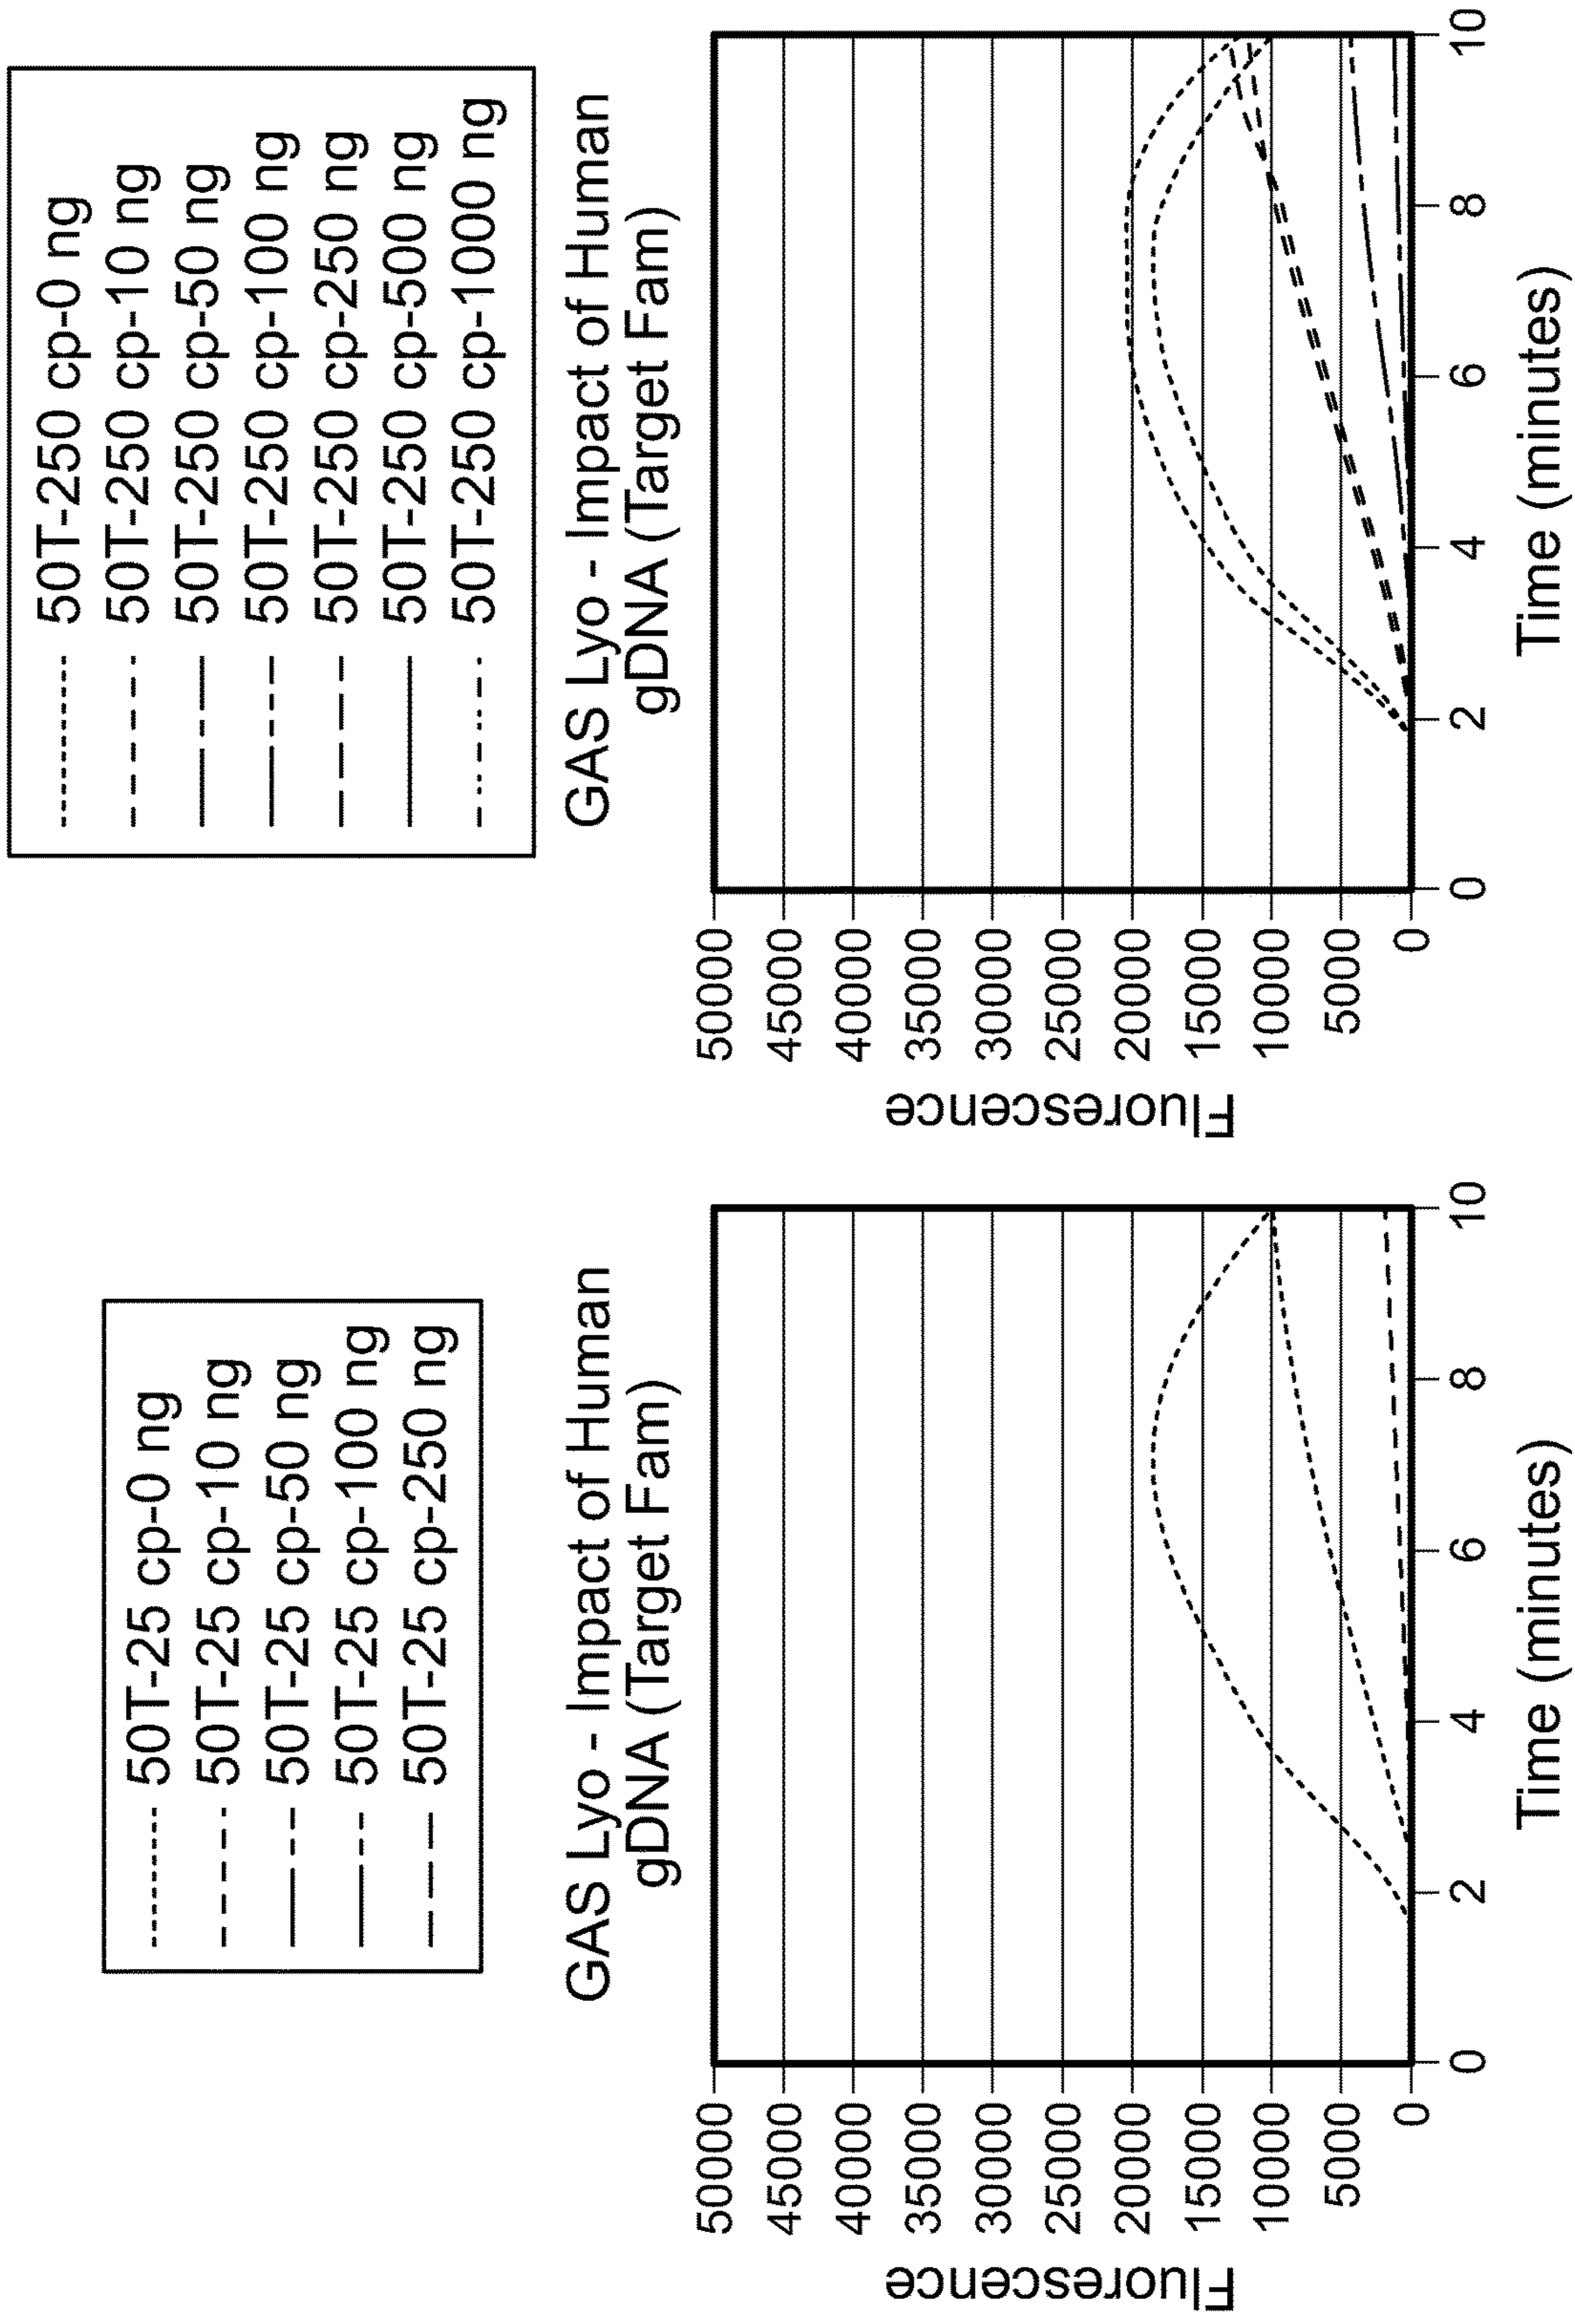 50T-25 cp-0 ng
50T-25 cp-10 ng
50T-25 cp-50 ng
50T-25 cp-100 ng
50T-25 cp-250 ng
GAS Lyo - Impact of Human
gDNA (Target Fam)
Fluorescence
50000
45000
40000
35000
30000
25000
20000
15000
10000
5000
0
0 2 4 6 8 10
Time (minutes)
50T-250 cp-0 ng
50T-250 cp-10 ng
50T-250 cp-50 ng
50T-250 cp-100 ng
50T-250 cp-250 ng
50T-250 cp-500 ng
50T-250 cp-1000 ng
GAS Lyo - Impact of Human
gDNA (Target Fam)
Fluorescence
50000
45000
40000
35000
30000
25000
20000
15000
10000
5000
0
0 2 4 6 8 10
Time (minutes)